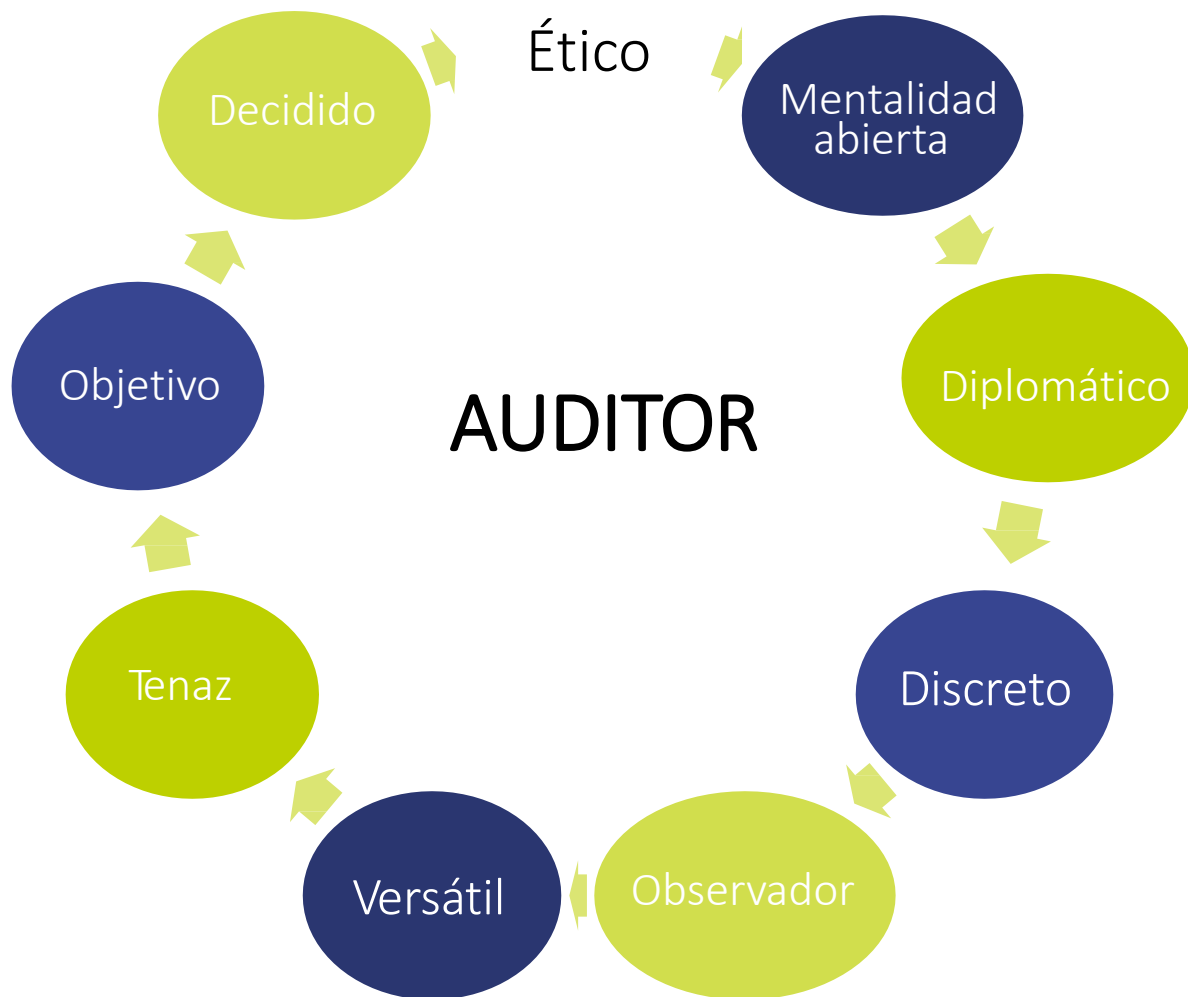 Ético
Mentalidad
abierta
Diplomático
Discreto
Observador
Versátil
Tenaz
Objetivo
Decidido
AUDITOR